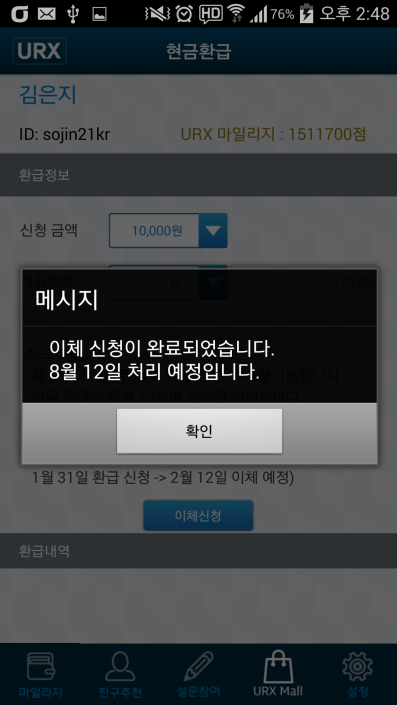 76% 오후 2:48
URX 현금환급
김은지
ID: sojin21kr URX 마일리지 : 1511700점
환급정보
신청 금액 10,000원
메시지
이체 신청이 완료되었습니다.
8월 12일 처리 예정입니다.
확인
1월 31일 환급 신청 -> 2월 12일 이체 예정)
이체신청
환급내역
마일리지 친구추천 설문참여 URX Mall 설정